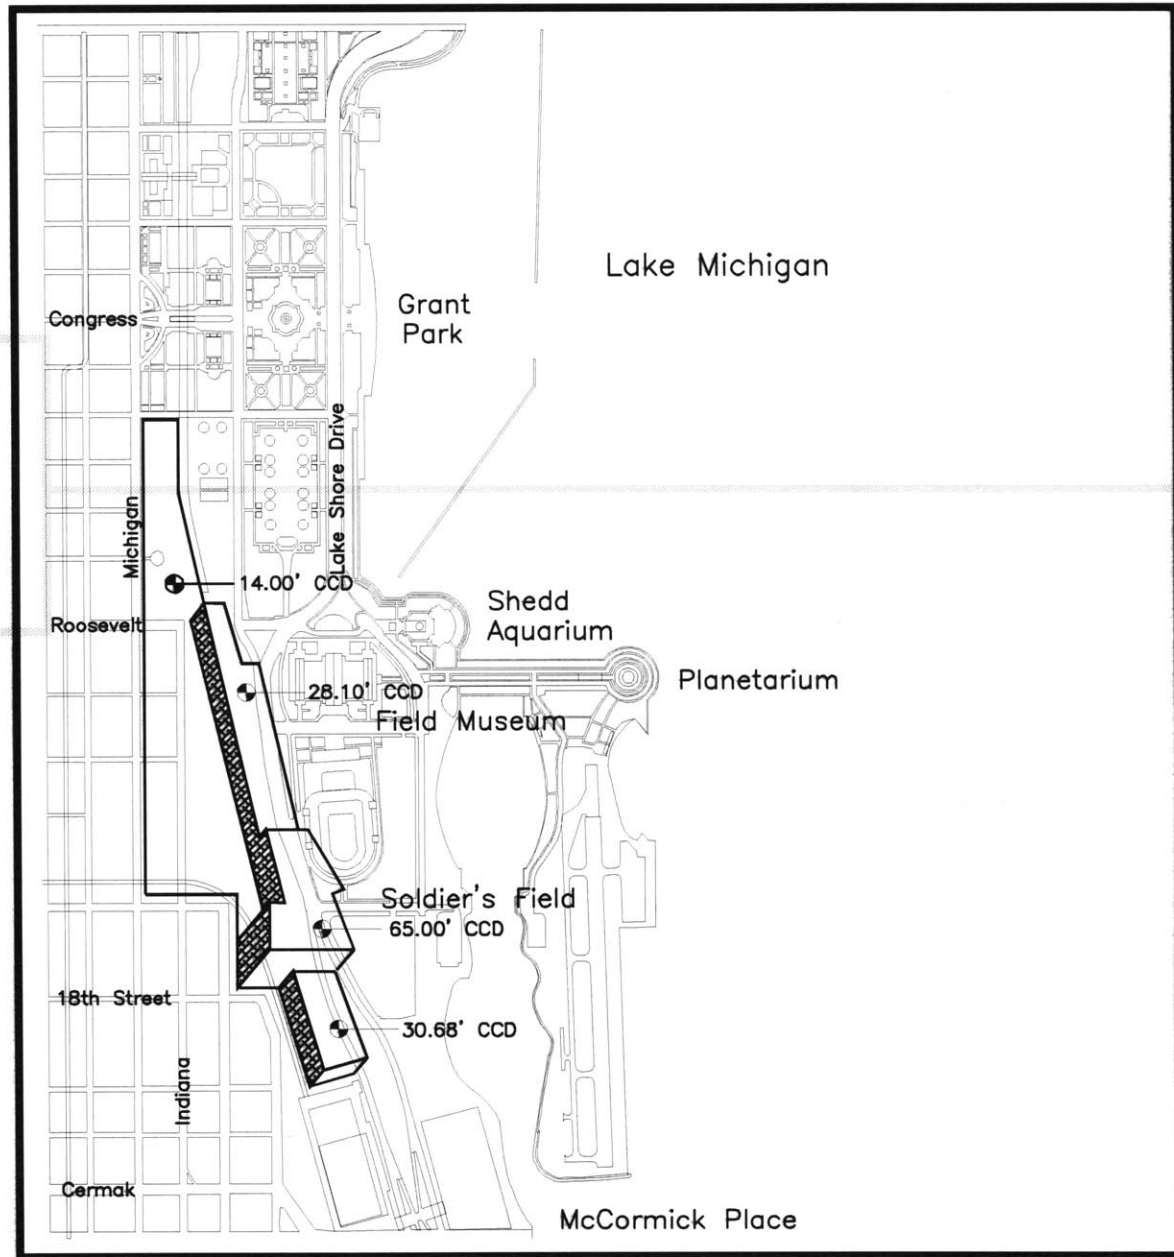 Lake Michigan
Grant
Park
Congress
Lake Shore Drive
Michigan
14.00' CCD
Shedd
Aquarium
Roosevelt
Planetarium
28.10' CCD
Field Museum
Soldier's Field
65.00' CCD
18th Street
30.68' CCD
Indiana
Cermak
McCormick Place